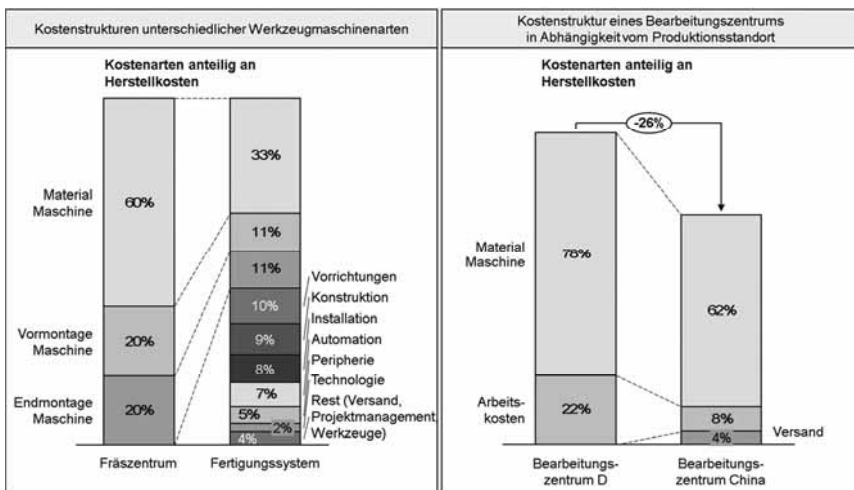 Kostenstrukturen unterschiedlicher Werkzeugmaschinenarten
Kostenarten anteilig an
Herstellkosten
Material
Maschine
60%
33%
11%
11%
Vormontage
Maschine
20%
Endmontage
Maschine
20%
10%
9%
8%
7%
5%
2%
4%
Vorrichtungen
Konstruktion
Installation
Automation
Peripherie
Technologie
Rest (Versand,
Projektmanagement,
Werkzeuge)
Fräszentrum
Fertigungssystem
Kostenstruktur eines Bearbeitungszentrums
in Abhängigkeit vom Produktionsstandort
Kostenarten anteilig an
Herstellkosten
-26%
Material
Maschine
78%
62%
Arbeits-
kosten
22%
8%
4%
Versand
Bearbeitungs-
zentrum D
Bearbeitungs-
zentrum China